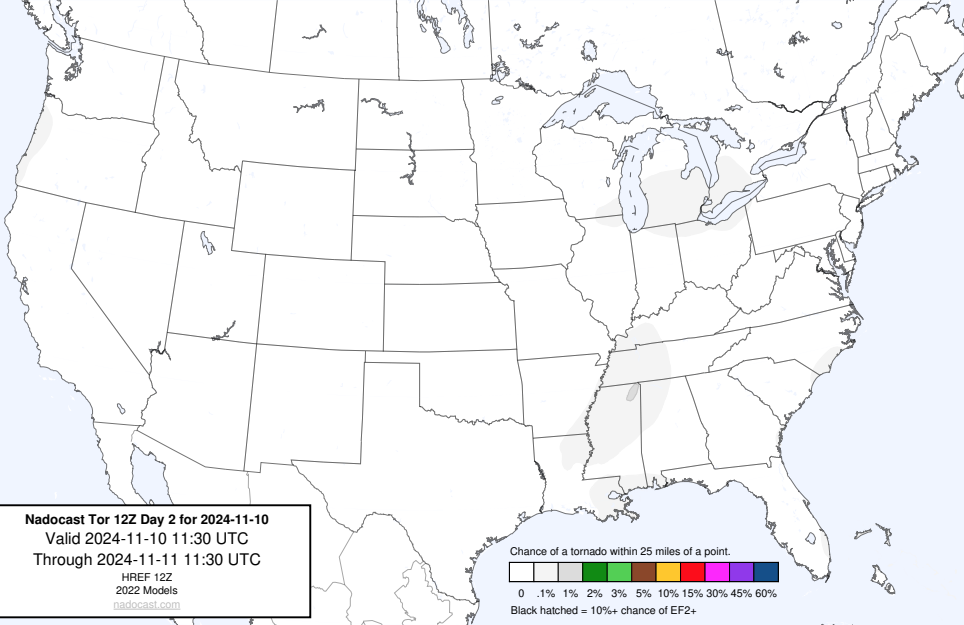 Nadocast Tor 12Z Day 2 for 2024-11-10
Valid 2024-11-10 11:30 UTC
Through 2024-11-11 11:30 UTC
HREF 12Z
2022 Models
nadocast.com
Chance of a tornado within 25 miles of a point.
0 .1% 1% 2% 3% 5% 10% 15% 30% 45% 60%
Black hatched = 10%+ chance of EF2+